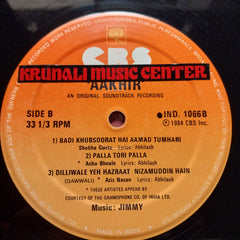 CBS
KRUNALI MUSIC CENTER
AAKHIR
AN ORIGINAL SOUNDTRACK RECORDING
SIDE B
33 1/3 RPM
IND. 1066B
℗ 1984 CBS Inc.
1) BADI KHUBSOORAT HAI AAMAD TUMHARI
Shobha Gurtu Lyrics: Abhilash
2) PALLA TORI PALLA
* Asha Bhosle Lyrics: Abhilash
3) DILLIWALE YEH HAZRAAT NIZAMUDDIN HAIN
(QAWWALI) * Aziz Nazan Lyrics: Abhilash
* THESE ARTISTES APPEAR BY
COURTESY OF THE GRAMOPHONE CO. OF INDIA LTD.
Music: JIMMY